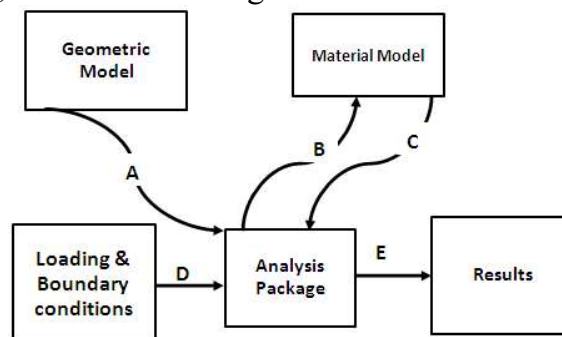 Geometric
Model
Material Model
A
B
C
Loading &
Boundary
conditions
D
Analysis
Package
E
Results